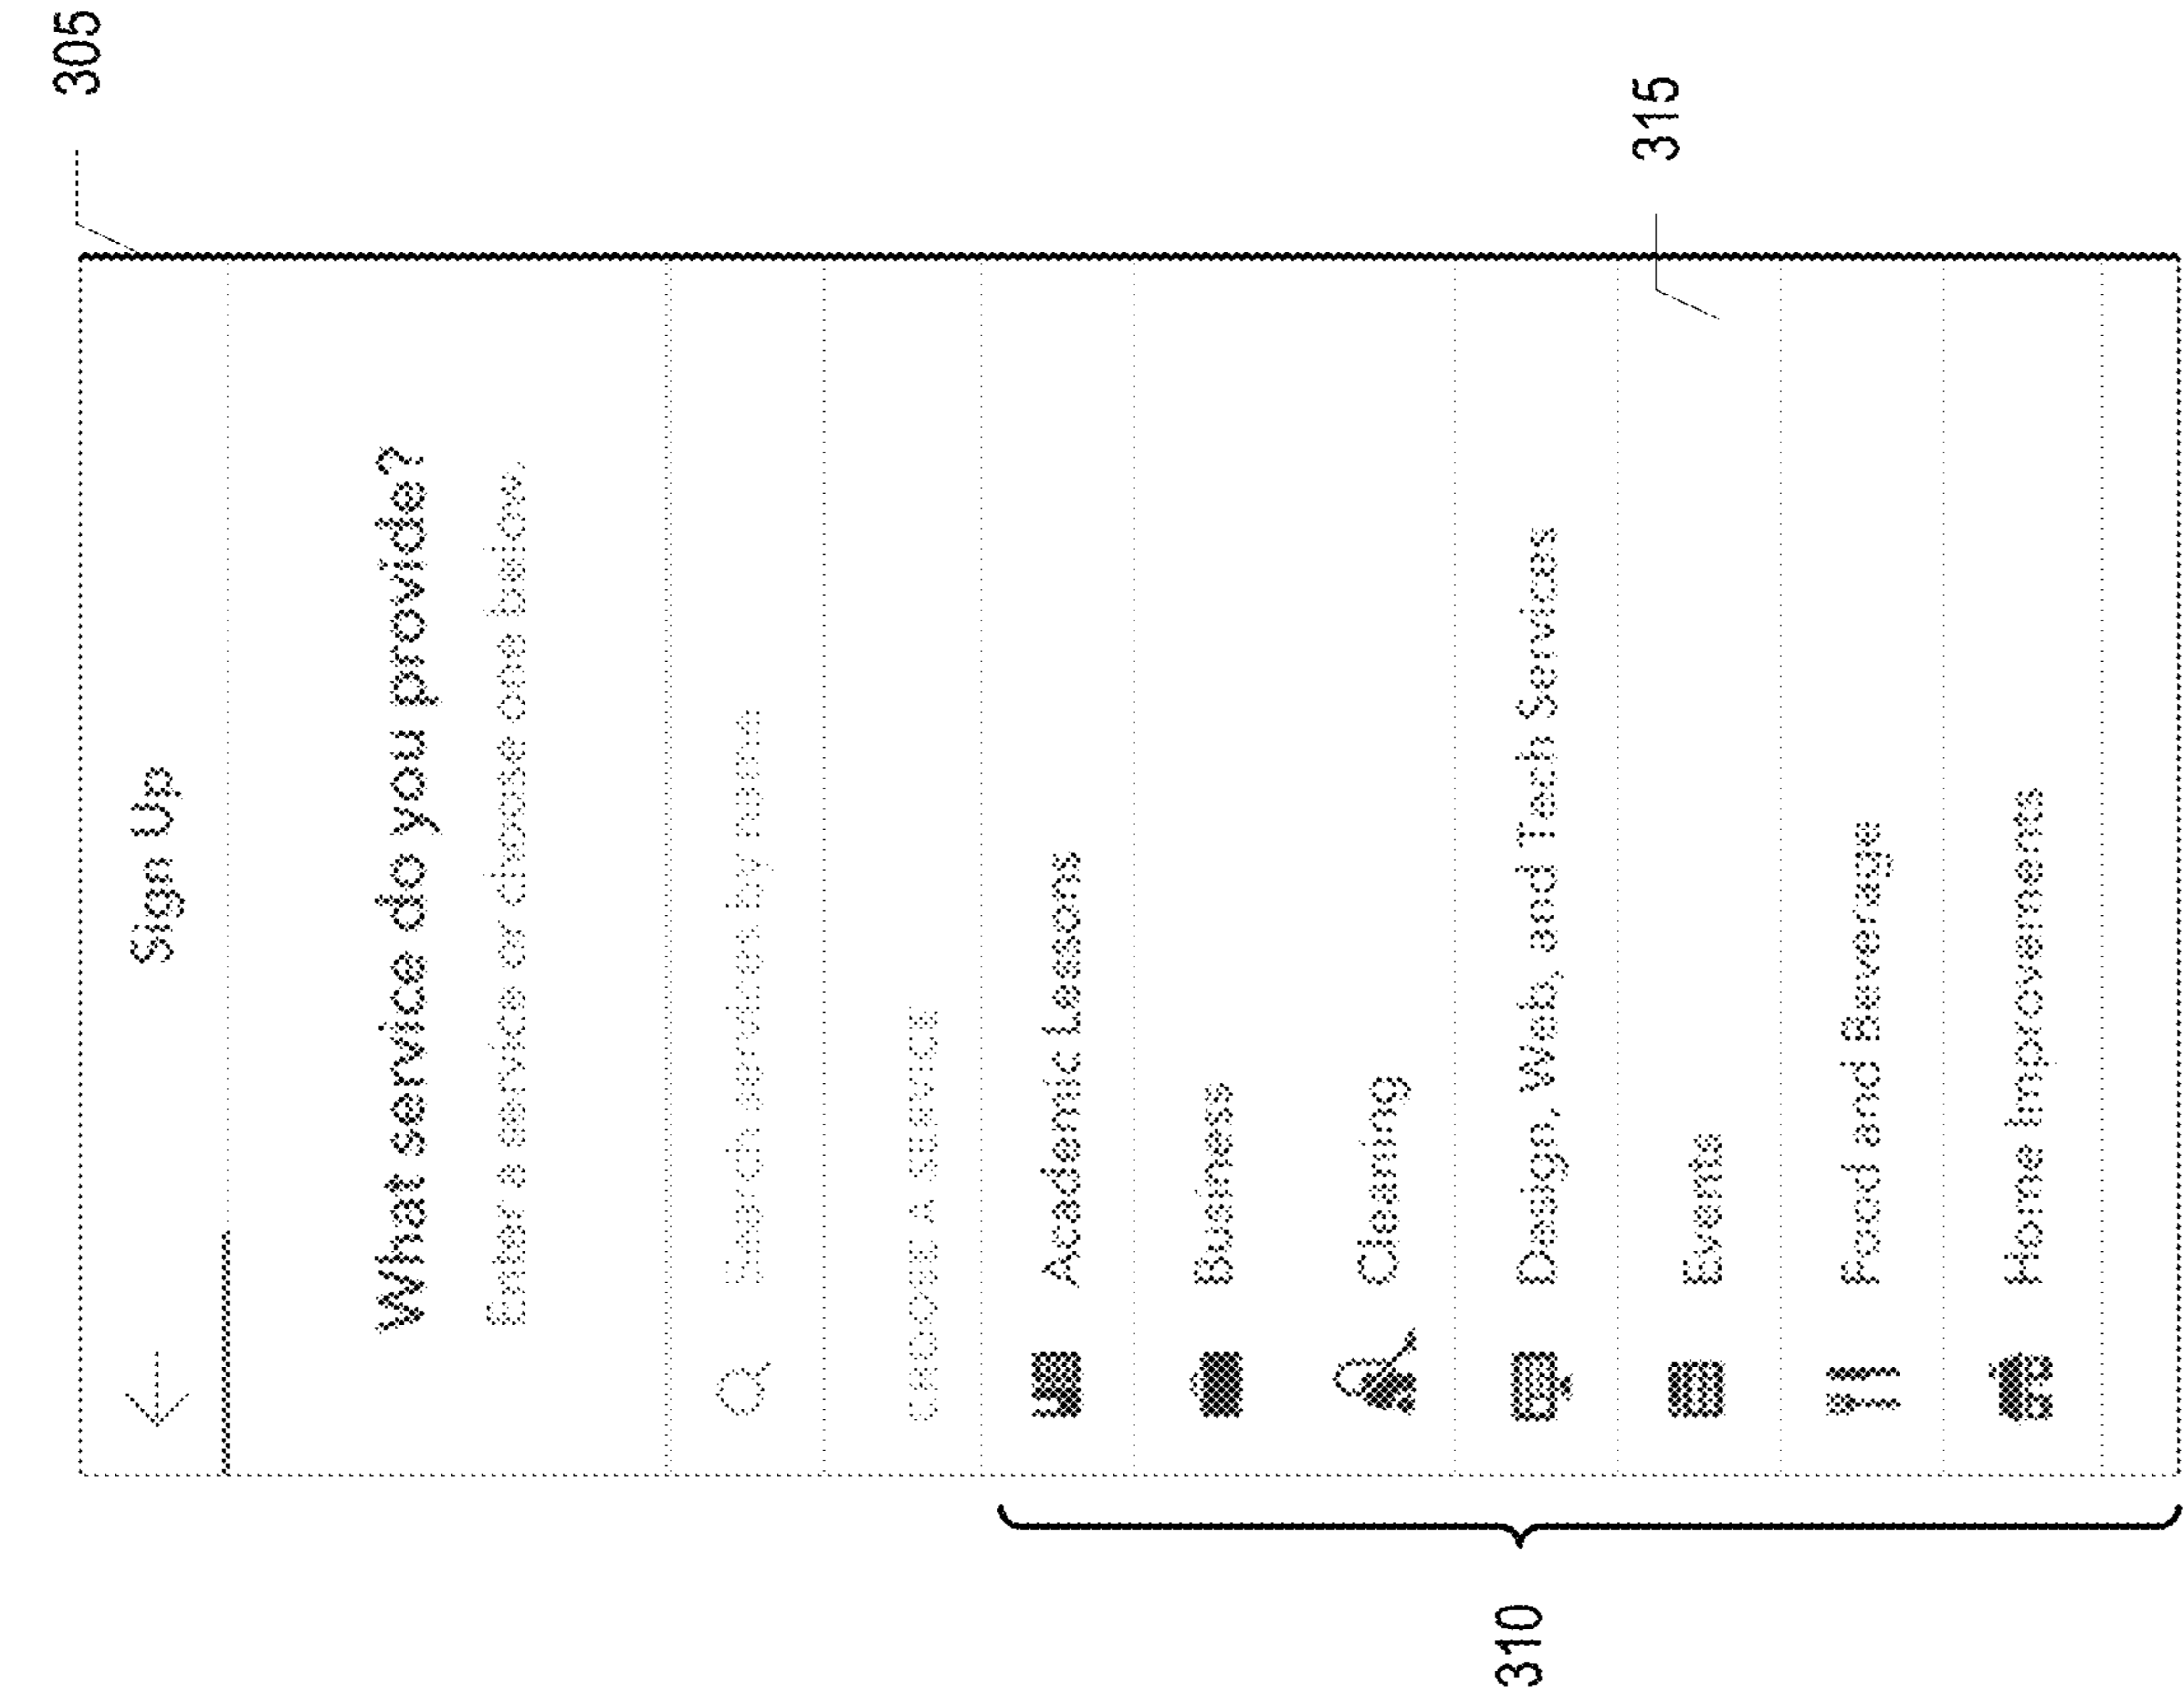 305
Sign Up
What service do you provide?
Enter a service or choose one below.
Search services by name
CHOOSE A SERVICE
Academic Lessons
Business
Cleaning
Design, Web, and Tech Services
Events
315
Food and Beverage
Home Improvements
310